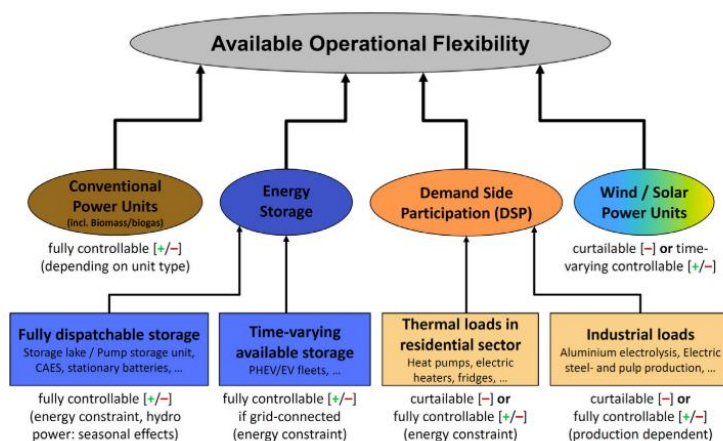 Available Operational Flexibility
Conventional
Power Units
(incl. Biomass/biogas)
Energy
Storage
Demand Side
Participation (DSP)
Wind / Solar
Power Units
fully controllable [+/−]
(depending on unit type)
curtailable [−] or time-
varying controllable [+/−]
Fully dispatchable storage
Storage lake / Pump storage unit,
CAES, stationary batteries, ...
Time-varying
available storage
PHEV/EV fleets, ...
Thermal loads in
residential sector
Heat pumps, electric
heaters, fridges, ...
Industrial loads
Aluminium electrolysis, Electric
steel- and pulp production, ...
fully controllable [+/−]
(energy constraint, hydro
power: seasonal effects)
fully controllable [+/−]
if grid-connected
(energy constraint)
curtailable [−] or
fully controllable [+/−]
(energy constraint)
curtailable [−] or
fully controllable [+/−]
(production dependent)